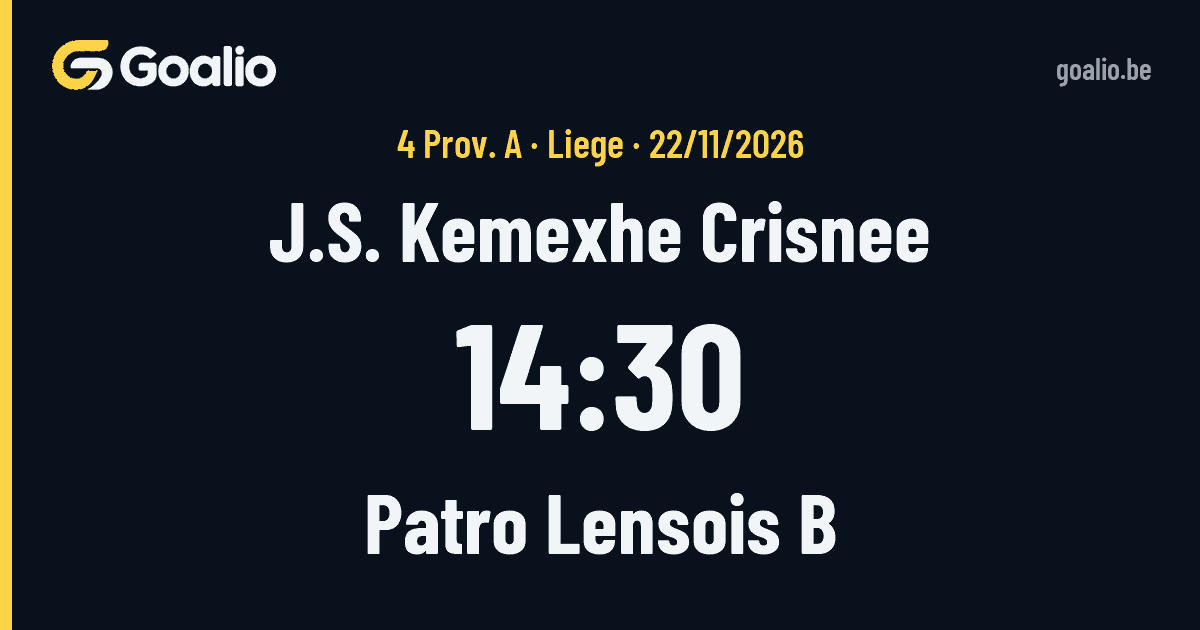 Goalio
goalio.be
4 Prov. A · Liege · 22/11/2026
J.S. Kemexhe Crisnee
14:30
Patro Lensois B